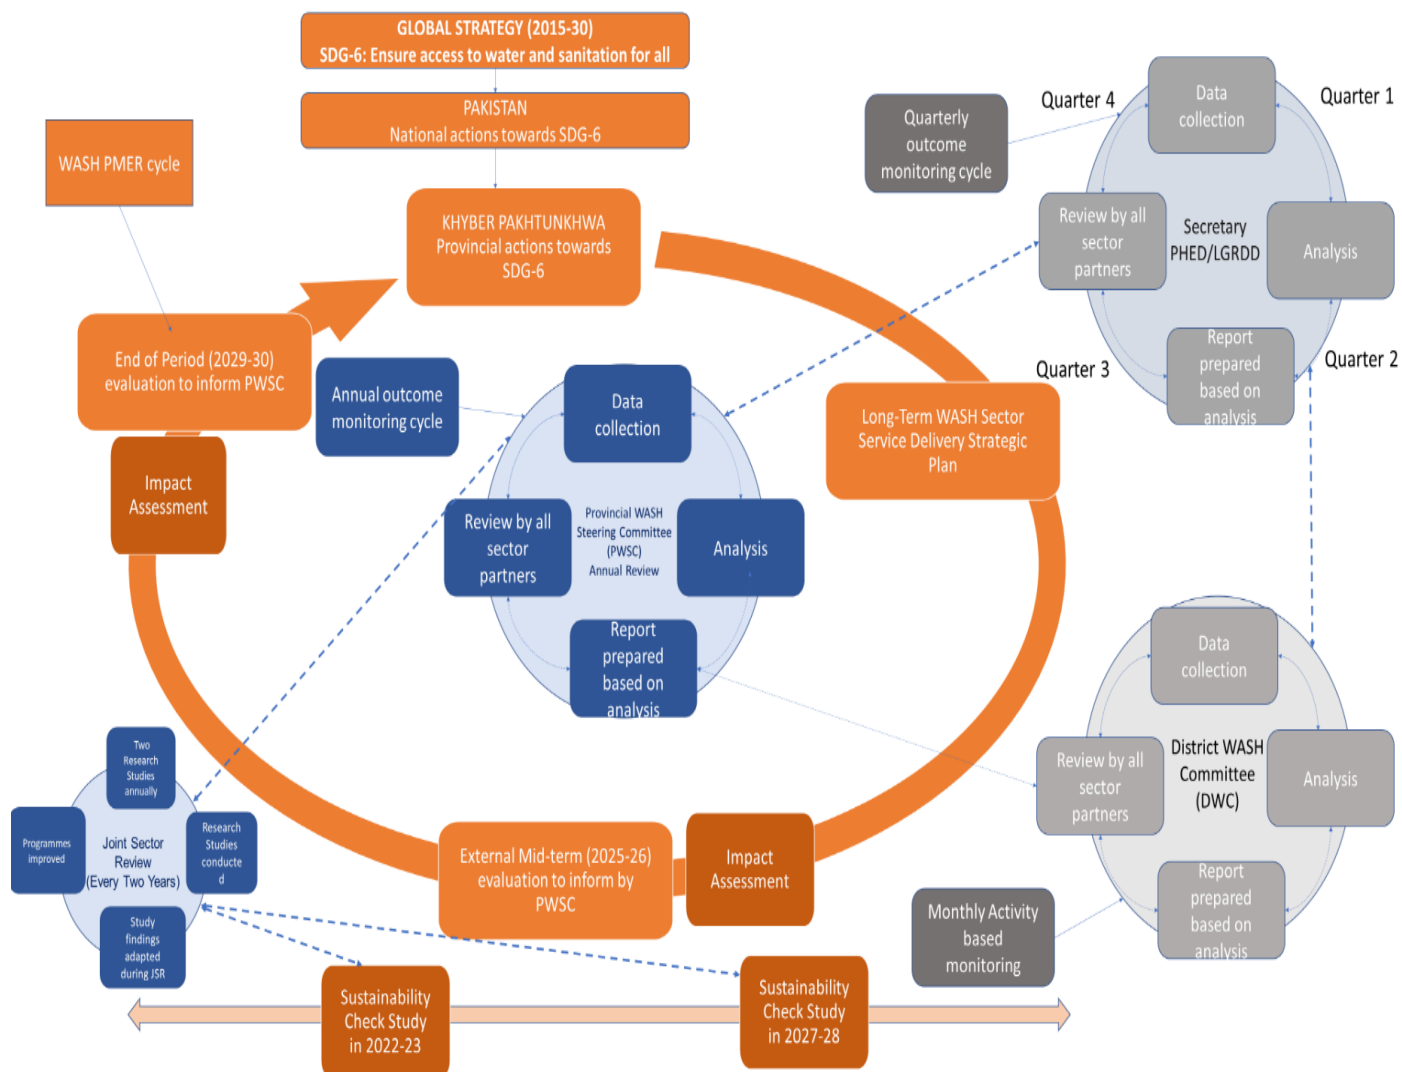 GLOBAL STRATEGY (2015-30)
SDG-6: Ensure access to water and sanitation for all
PAKISTAN
National actions towards SDG-6
WASH PMER cycle
KHYBER PAKHTUNKHWA
Provincial actions towards
SDG-6
End of Period (2029-30)
evaluation to inform PWSC
Impact
Assessment
Annual outcome
monitoring cycle
Data
collection
Analysis
Report
prepared
based on
analysis
Review by all
sector
partners
Provincial WASH
Steering Committee
(PWSC)
Annual Review
Long-Term WASH Sector
Service Delivery Strategic
Plan
Quarterly
outcome
monitoring cycle
Quarter 4
Quarter 1
Data
collection
Review by all
sector
partners
Secretary
PHED/LGRDD
Analysis
Report
prepared
based on
analysis
Quarter 3
Quarter 2
Data
collection
Review by all
sector
partners
District WASH
Committee
(DWC)
Analysis
Report
prepared
based on
analysis
Monthly Activity
based
monitoring
Two
Research
Studies
annually
Programmes
improved
Joint Sector
Review
(Every Two Years)
Research
Studies
conducte
d
Study
findings
adapted
during JSR
External Mid-term (2025-26)
evaluation to inform by
PWSC
Impact
Assessment
Sustainability
Check Study
in 2022-23
Sustainability
Check Study
in 2027-28